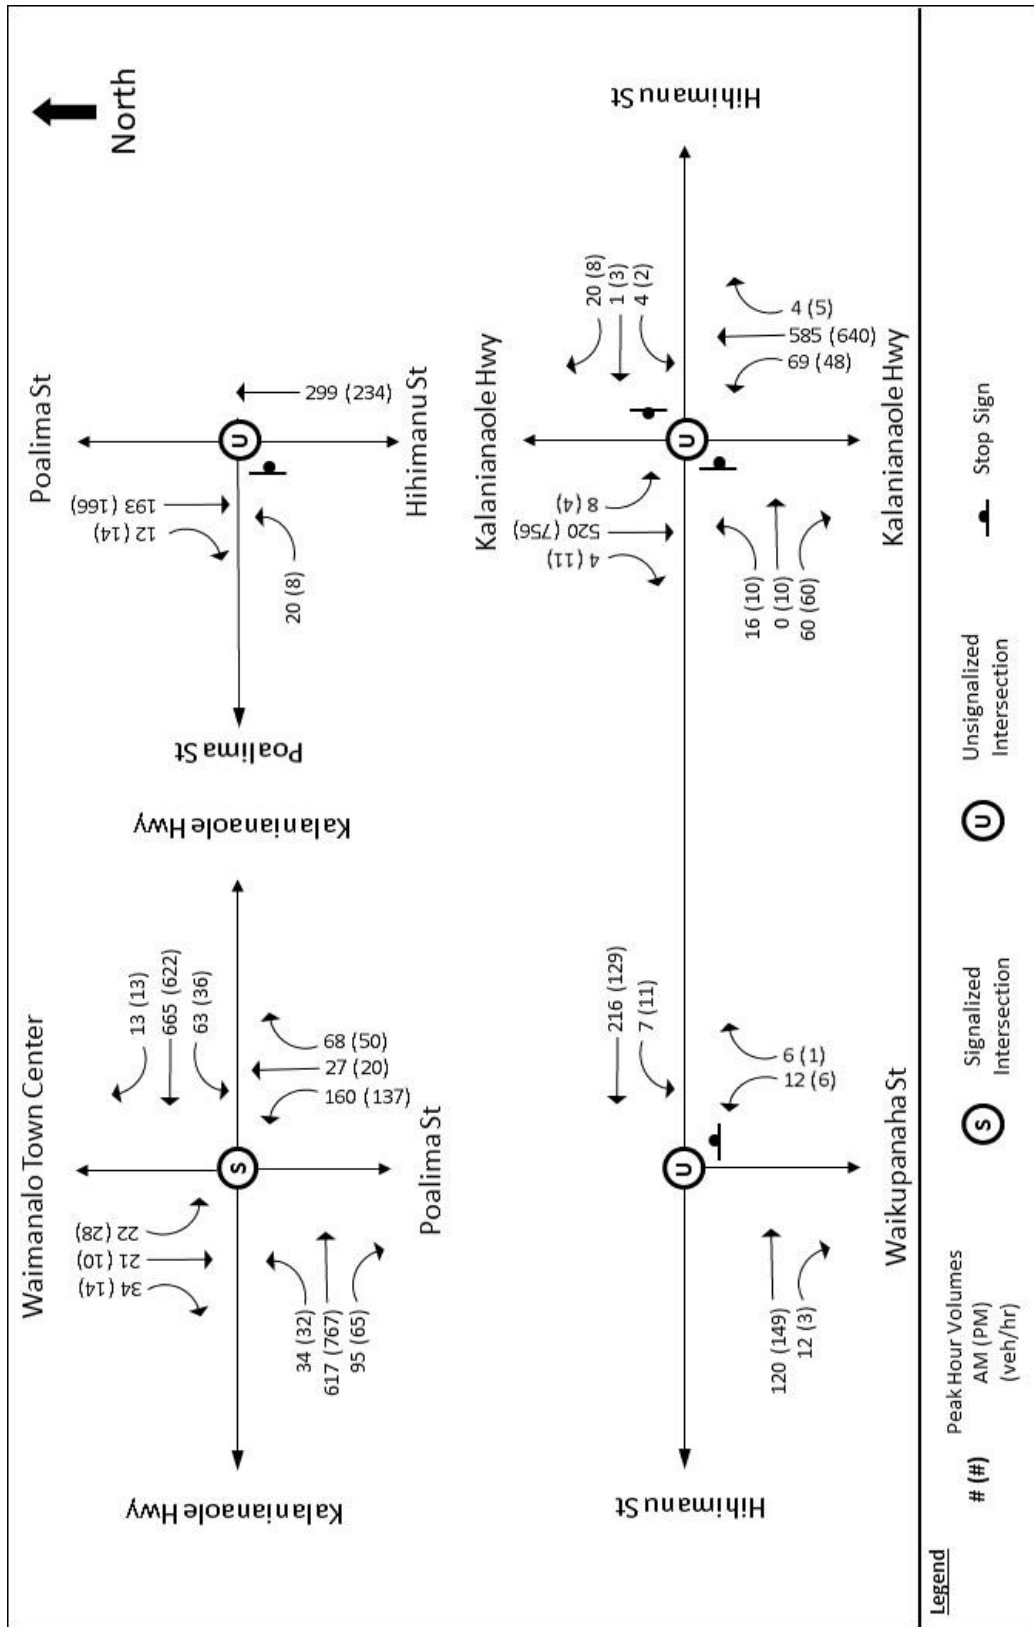 North
Waimanalo Town Center
Kalanianaole Hwy
Kalanianaole Hwy
Poalima St
S
34 (14)
21 (10)
22 (28)
13 (13)
665 (622)
63 (36)
34 (32)
617 (767)
95 (65)
68 (50)
27 (20)
160 (137)
Poalima St
Poalima St
Hihimanu St
U
12 (14)
193 (166)
20 (8)
299 (234)
Hihimanu St
Waikupanaha St
U
216 (129)
7 (11)
120 (149)
12 (3)
6 (1)
12 (6)
Kalanianaole Hwy
Hihimanu St
Kalanianaole Hwy
U
4 (11)
520 (756)
8 (4)
20 (8)
1 (3)
4 (2)
16 (10)
0 (10)
60 (60)
4 (5)
585 (640)
69 (48)
Legend
# (#)
Peak Hour Volumes
AM (PM)
(veh/hr)
S
Signalized
Intersection
U
Unsignalized
Intersection
Stop Sign